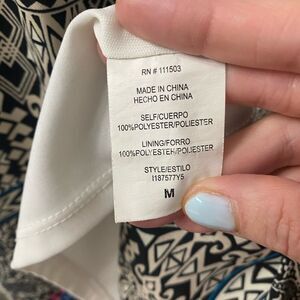 RN # 111503
MADE IN CHINA
HECHO EN CHINA
SELF/CUERPO
100%POLYESTER/POLIESTER
LINING/FORRO
100%POLYESTER/POLIESTER
STYLE/ESTILO
I187577Y5
M